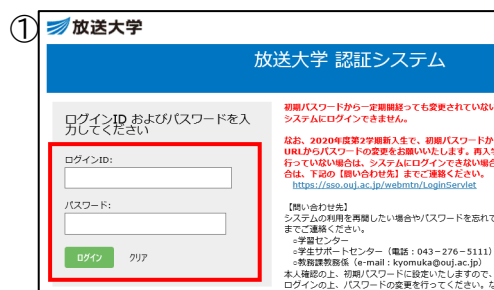 ①
放送大学
放送大学 認証システム
ログインID およびパスワードを入
力してください
ログインID:
パスワード:
ログイン クリア
初期パスワードから一定期間経っても変更されていない
システムにログインできません。
なお、2020年度第2学期新入生で、初期パスワードか
URLからパスワードの変更をお願いいたします。再入学
行っていない場合は、システムにログインできない場合
合は、下記の【問い合わせ先】までご連絡ください。
https://sso.ouj.ac.jp/webmtn/LoginServlet
【問い合わせ先】
システムの利用を再開したい場合やパスワードを忘れて
までご連絡ください。
○学習センター
○学生サポートセンター（電話：043－276－5111）
○教務課教務係（e-mail：kyomuka@ouj.ac.jp）
本人確認の上、初期パスワードに設定いたしますので、
ログインの上、パスワードの変更を行ってください。な